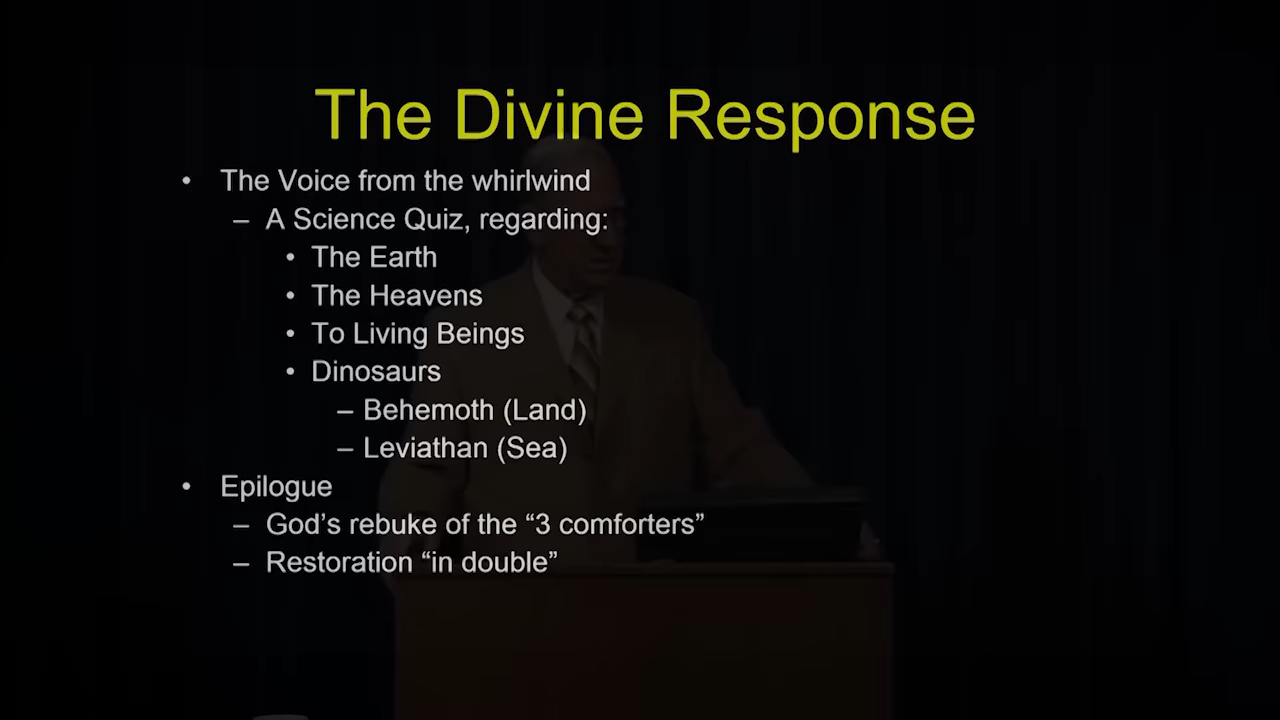 The Divine Response
• The Voice from the whirlwind
– A Science Quiz, regarding:
• The Earth
• The Heavens
• To Living Beings
• Dinosaurs
– Behemoth (Land)
– Leviathan (Sea)
• Epilogue
– God’s rebuke of the “3 comforters”
– Restoration “in double”